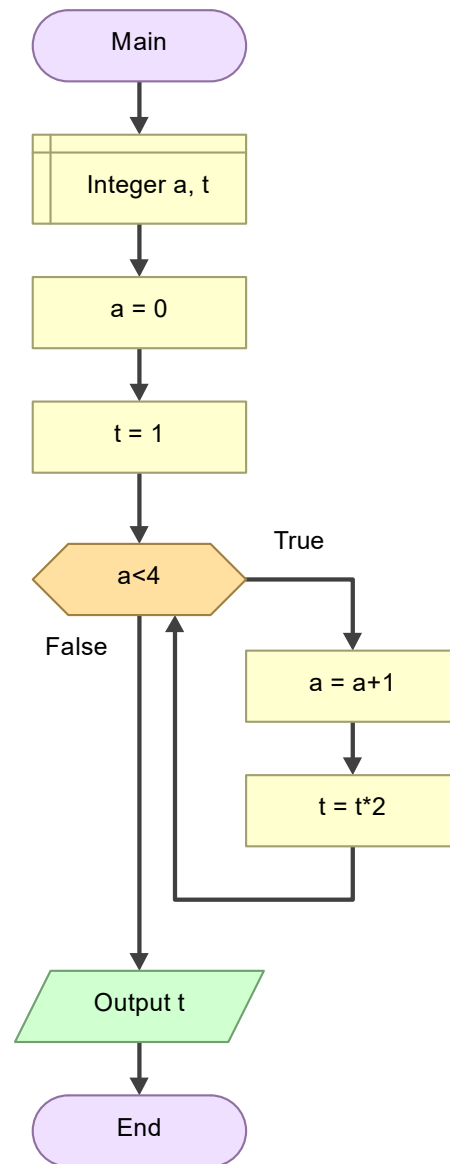 Main
Integer a, t
a = 0
t = 1
a<4
True
False
a = a+1
t = t*2
Output t
End